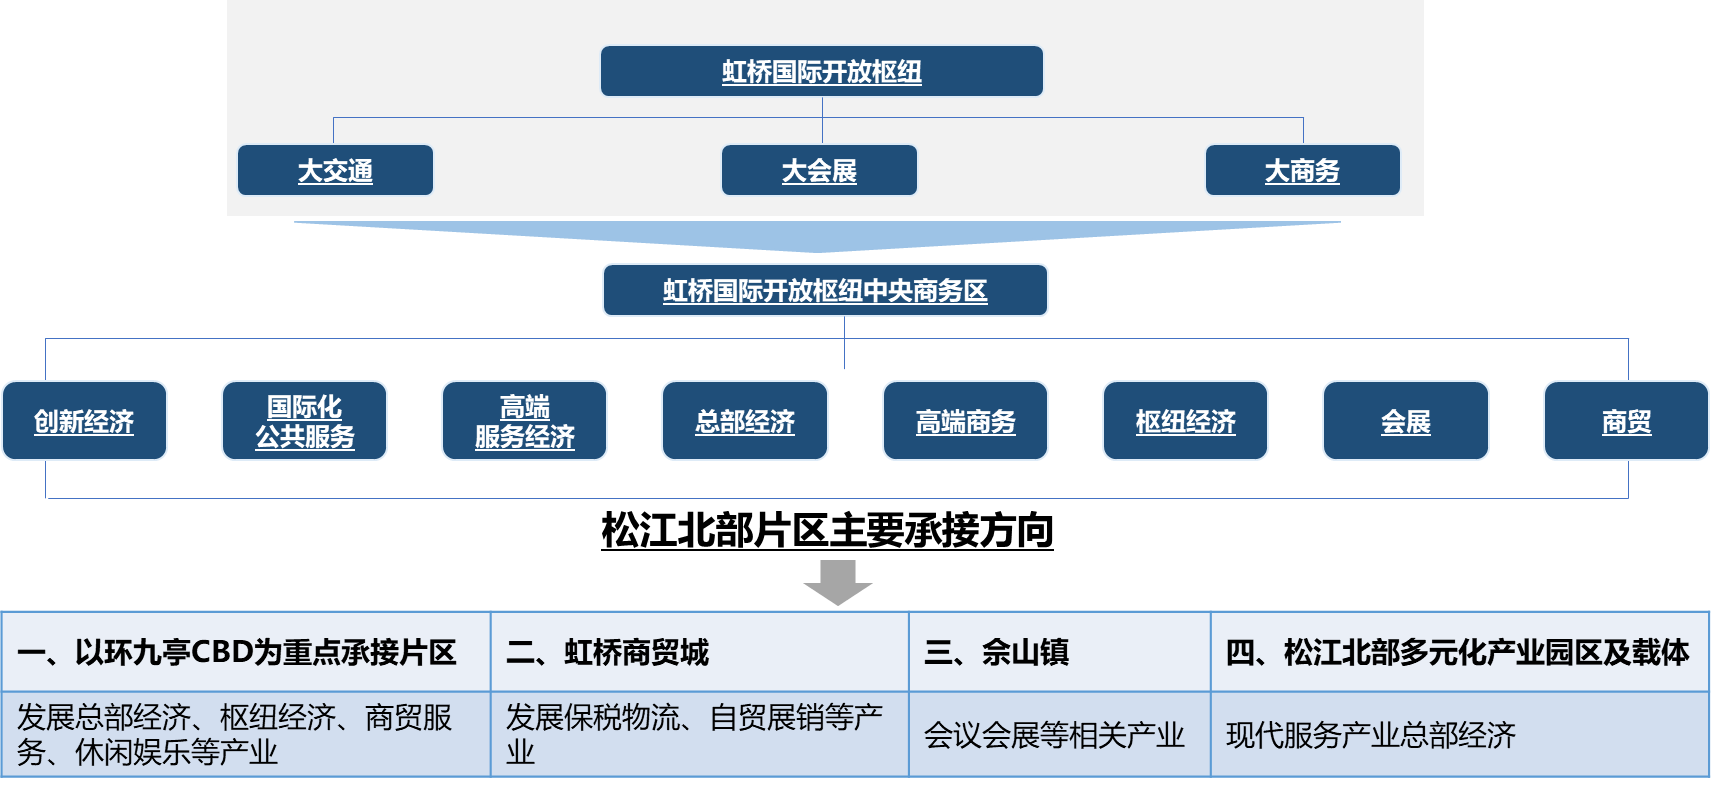 虹桥国际开放枢纽
大交通
大会展
大商务
虹桥国际开放枢纽中央商务区
创新经济
国际化
公共服务
高端
服务经济
总部经济
高端商务
枢纽经济
会展
商贸
松江北部片区主要承接方向
一、以环九亭CBD为重点承接片区
二、虹桥商贸城
三、佘山镇
四、松江北部多元化产业园区及载体
发展总部经济、枢纽经济、商贸服
务、休闲娱乐等产业
发展保税物流、自贸展销等产
业
会议会展等相关产业
现代服务产业总部经济